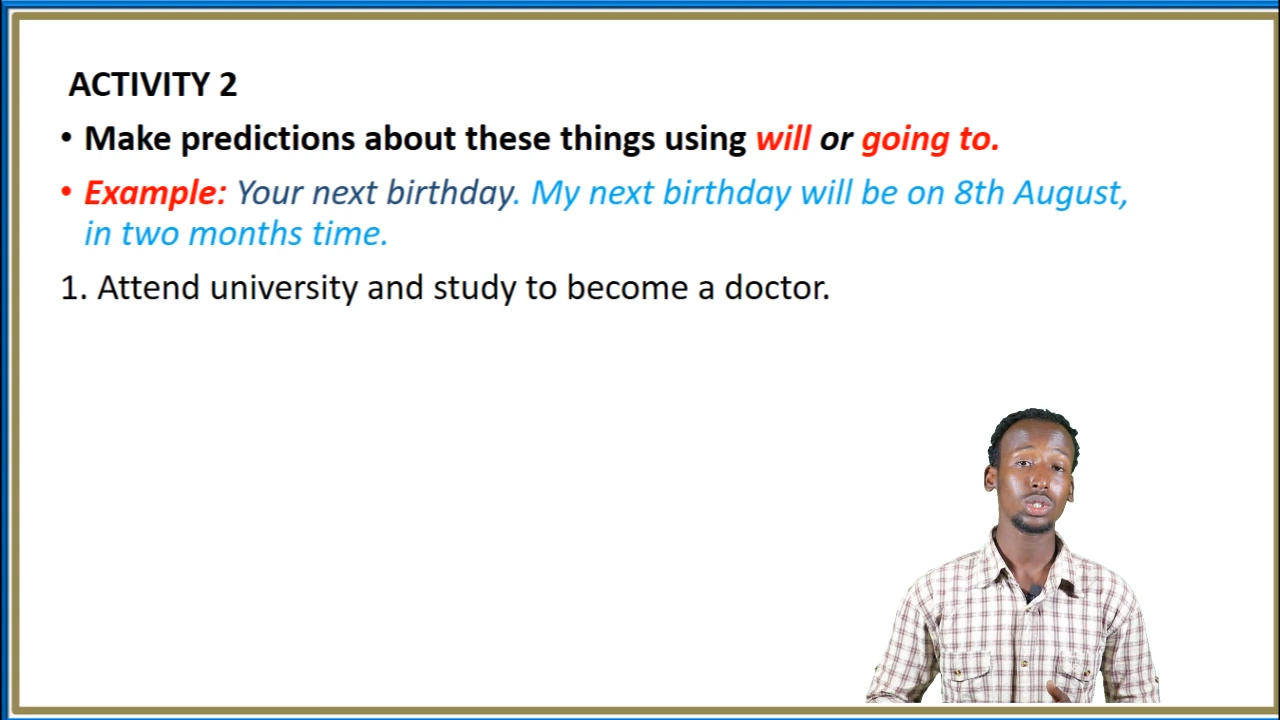 ACTIVITY 2
• Make predictions about these things using will or going to.
• Example: Your next birthday. My next birthday will be on 8th August,
in two months time.
1. Attend university and study to become a doctor.